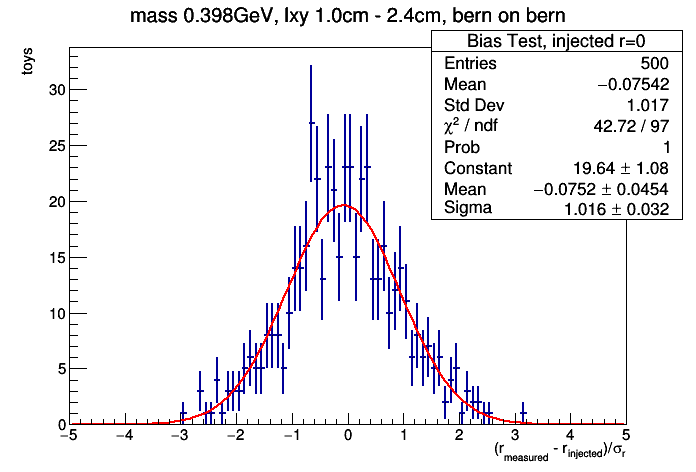 mass 0.398GeV, lxy 1.0cm - 2.4cm, bern on bern
Bias Test, injected r=0
Entries 500
Mean −0.07542
Std Dev 1.017
χ² / ndf 42.72 / 97
Prob 1
Constant 19.64 ± 1.08
Mean −0.0752 ± 0.0454
Sigma 1.016 ± 0.032
toys
30
25
20
15
10
5
0
−5 −4 −3 −2 −1 0 1 2 3 4 5
(r_measured - r_injected)/σ_r